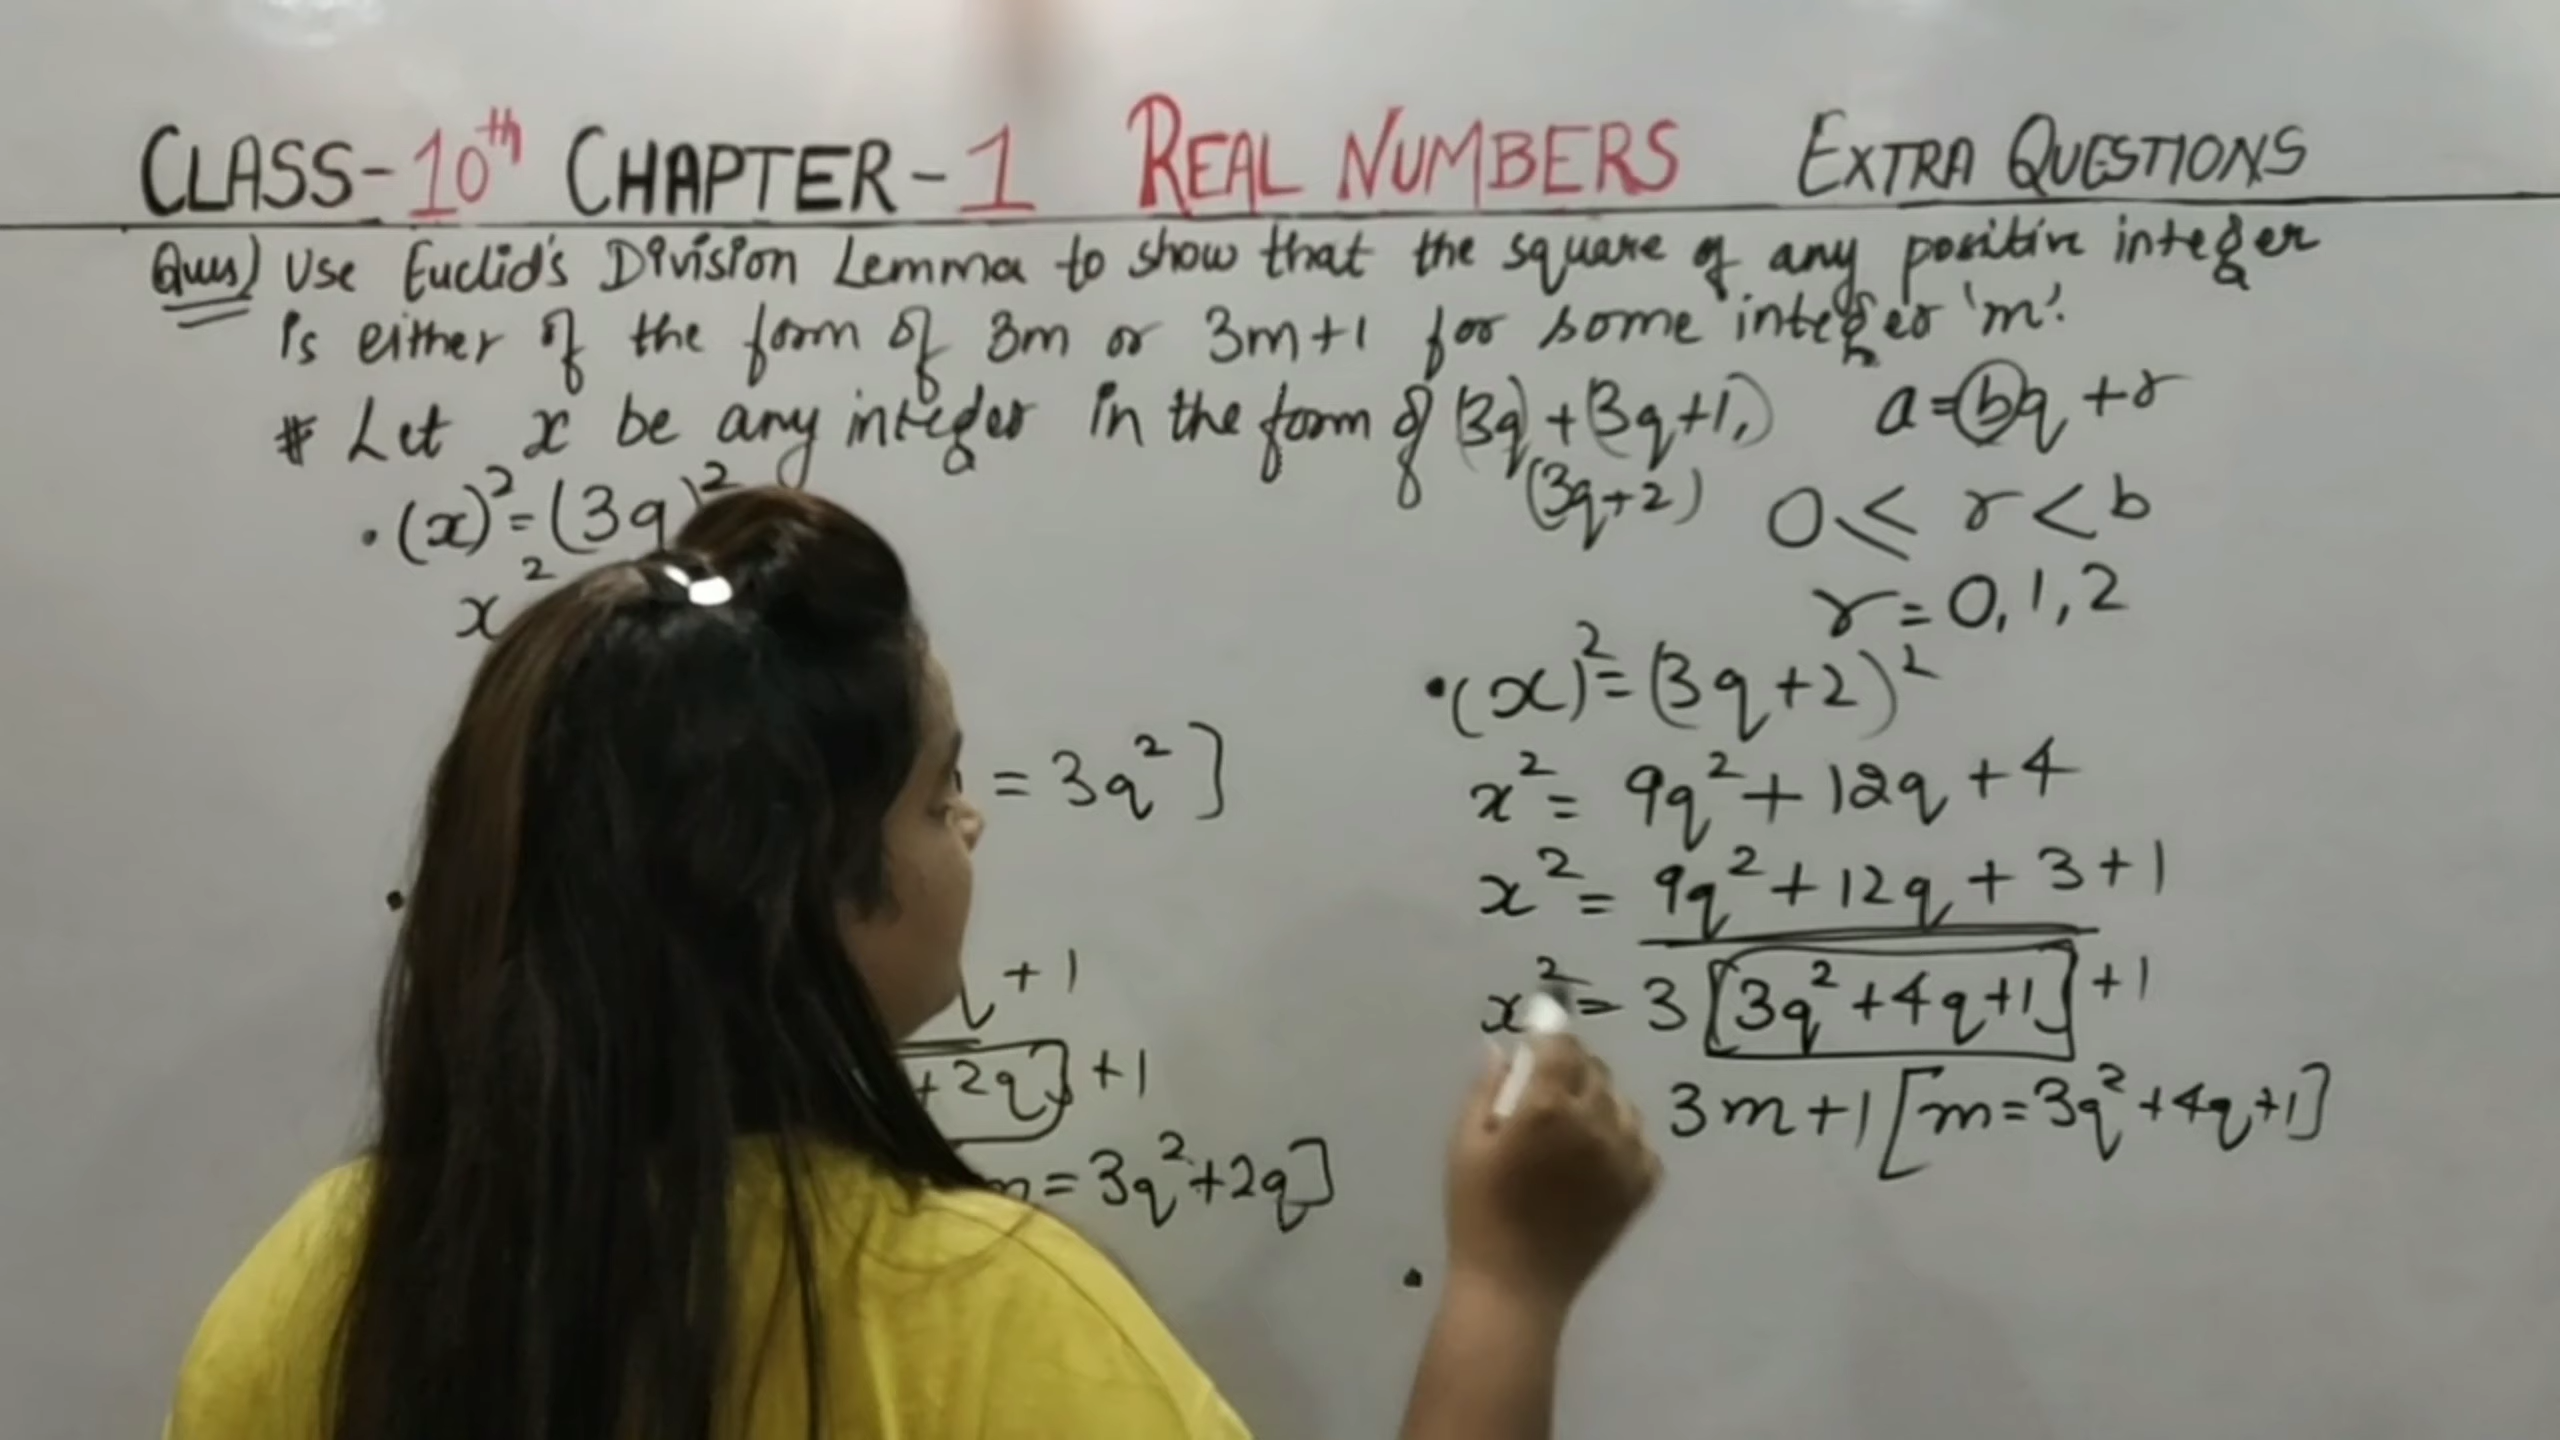 CLASS-10th CHAPTER-1 REAL NUMBERS EXTRA QUESTIONS
Ques) Use Euclid's Division Lemma to show that the square of any positive integer
is either of the form of 3m or 3m+1 for some integer 'm'.
# Let x be any integer in the form of (3q)+(3q+1,)
(3q+2)
a=bq+r
0≤r<b
r=0,1,2
•(x)²=(3q)²
x²
=3q²]
+1
+2q]+1
m=3q²+2q]
•(x)²=(3q+2)²
x²=9q²+12q+4
x²=9q²+12q+3+1
x²=3[3q²+4q+1]+1
3m+1[m=3q²+4q+1]